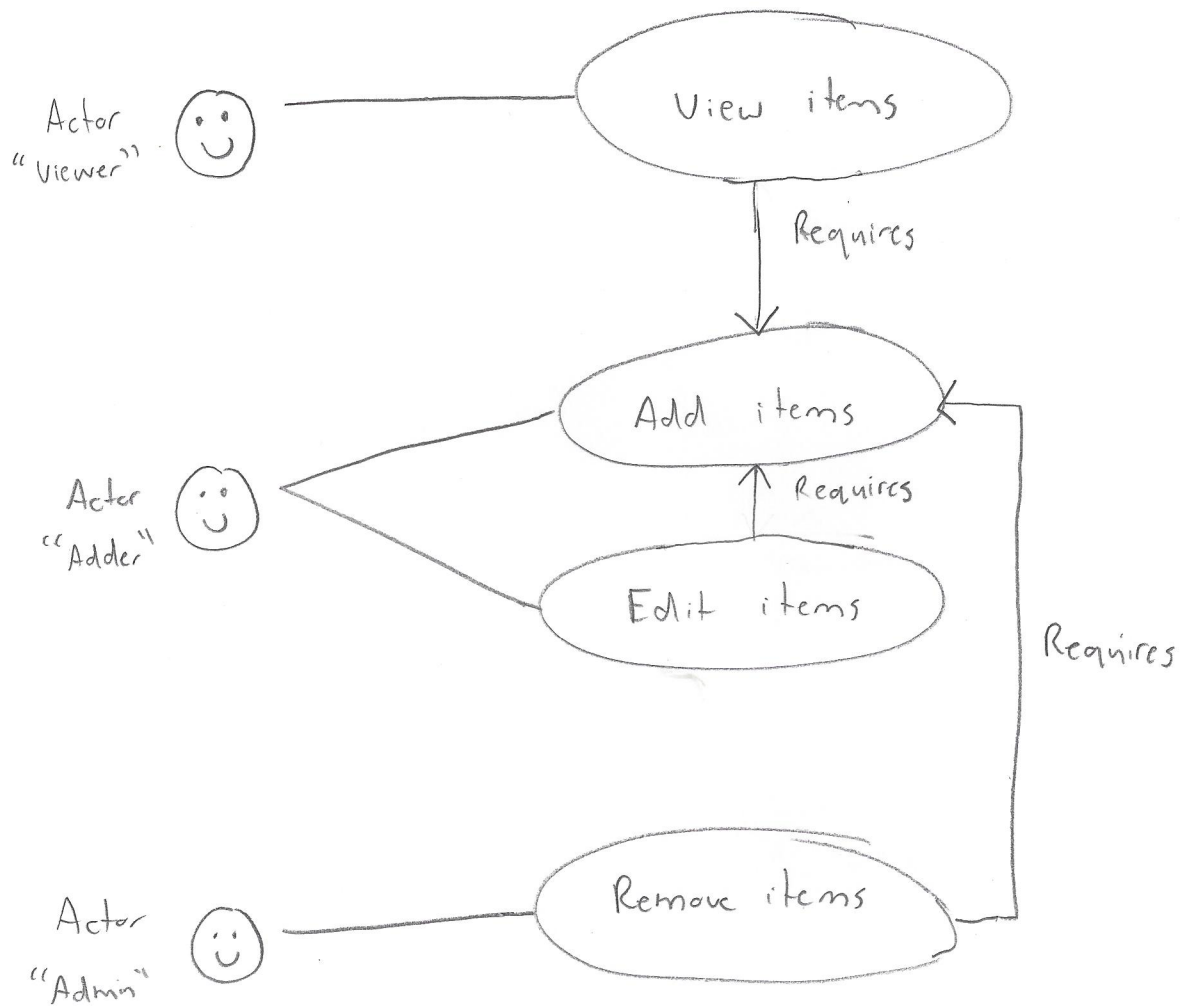 View items
Actor
"Viewer"
Requires
Add items
Requires
Actor
"Adder"
Edit items
Requires
Remove items
Actor
"Admin"